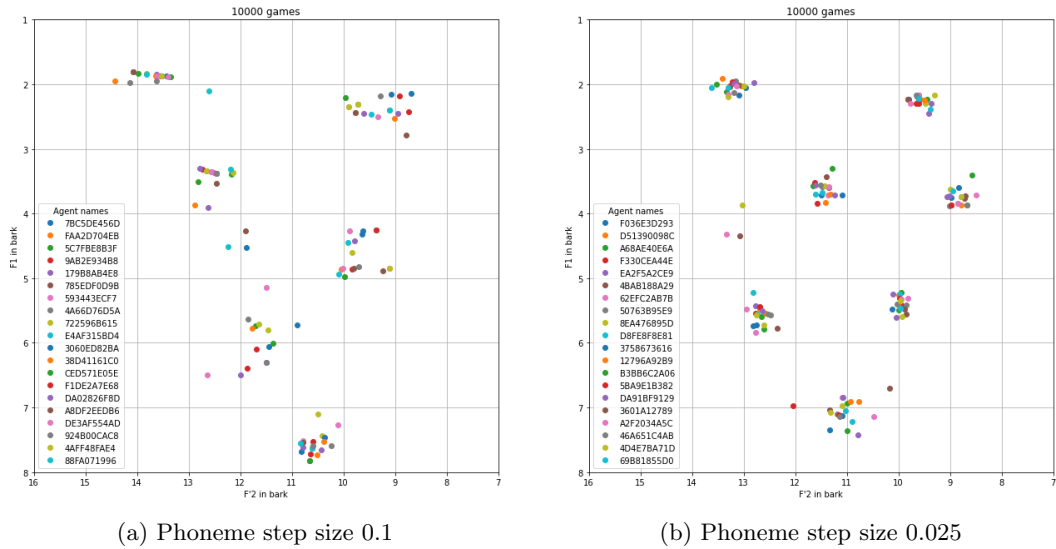 10000 games
1
2
3
4
5
6
7
8
F1 in bark
16
15
14
13
12
11
10
9
8
7
F'2 in bark
Agent names
7BC5DE456D
FAA2D704EB
5C7FBE8B3F
9AB2E934B8
179B8AB4E8
785EDF0D9B
593443ECF7
4A66D76D5A
722596B615
E4AF315BD4
3060ED82BA
38D41161C0
CED571E05E
F1DE2A7E68
DA02826F8D
A8DF2EEDB6
DE3AF554AD
924B00CAC8
4AFF48FAE4
88FA071996
(a) Phoneme step size 0.1
10000 games
1
2
3
4
5
6
7
8
F1 in bark
16
15
14
13
12
11
10
9
8
7
F'2 in bark
Agent names
F036E3D293
D51390098C
A68AE40E6A
F330CEA44E
EA2F5A2CE9
4BAB188A29
62EFC2AB7B
50763B95E9
8EA476895D
D8FE8F8E81
3758673616
12796A92B9
B3BB6C2A06
5BA9E1B382
DA91BF9129
3601A12789
A2F2034A5C
46A651C4AB
4D4E7BA71D
69B81855D0
(b) Phoneme step size 0.025